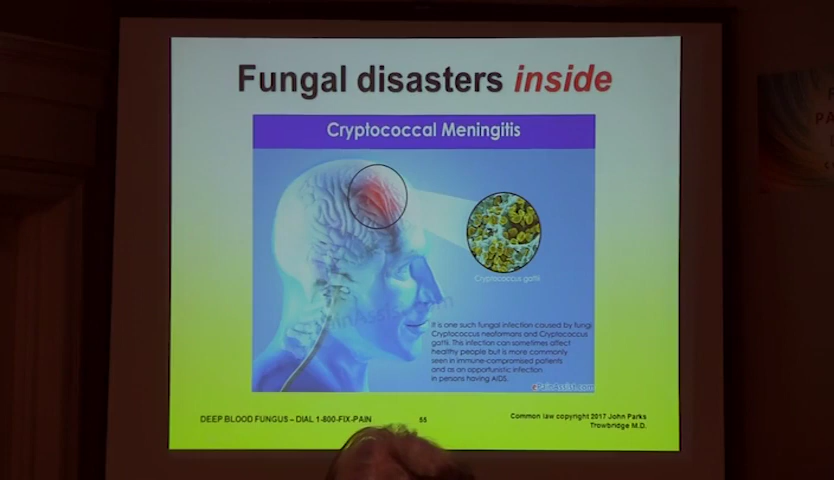 Fungal disasters inside
Cryptococcal Meningitis
Cryptococcus gattii
It is one such fungal infection caused by fungi
Cryptococcus neoformans and Cryptococcus
gattii. This infection can sometimes affect
healthy people but is more commonly
seen in immune-compromised patients
and as an opportunistic infection
in persons having AIDS.
ePainAssist.com
DEEP BLOOD FUNGUS – DIAL 1-800-FIX-PAIN
55
Common law copyright 2017 John Parks
Trowbridge M.D.